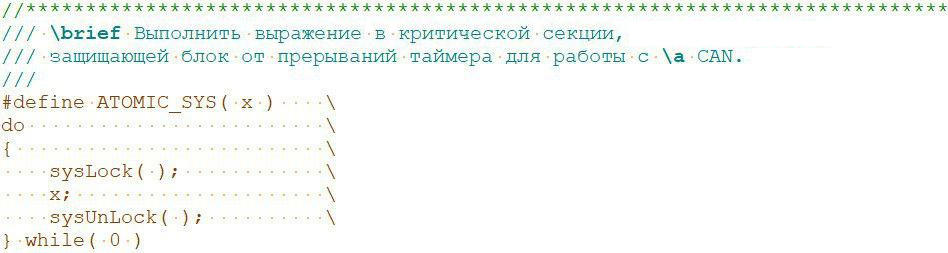 //*****************************************************************************
/// \brief Выполнить выражение в критической секции,
/// защищающей блок от прерываний таймера для работы с \a CAN.
///
#define ATOMIC_SYS( x )    \
do                         \
{                          \
    sysLock( );            \
    x;                     \
    sysUnLock( );          \
} while( 0 )